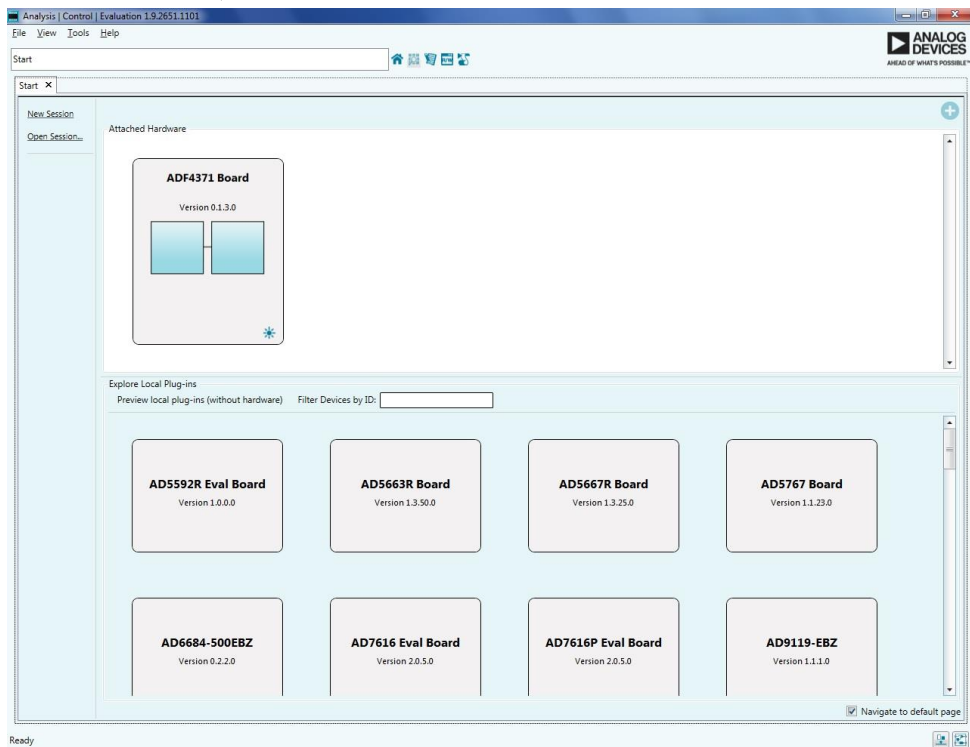 Analysis | Control | Evaluation 1.9.2651.1101
File View Tools Help
ANALOG
DEVICES
AHEAD OF WHAT'S POSSIBLE™
Start
Start ✕
New Session
Open Session...
Attached Hardware
ADF4371 Board
Version 0.1.3.0
Explore Local Plug-ins
Preview local plug-ins (without hardware) Filter Devices by ID:
AD5592R Eval Board AD5663R Board AD5667R Board AD5767 Board
Version 1.0.0.0 Version 1.3.50.0 Version 1.3.25.0 Version 1.1.23.0
AD6684-500EBZ AD7616 Eval Board AD7616P Eval Board AD9119-EBZ
Version 0.2.2.0 Version 2.0.5.0 Version 2.0.5.0 Version 1.1.1.0
Navigate to default page
Ready